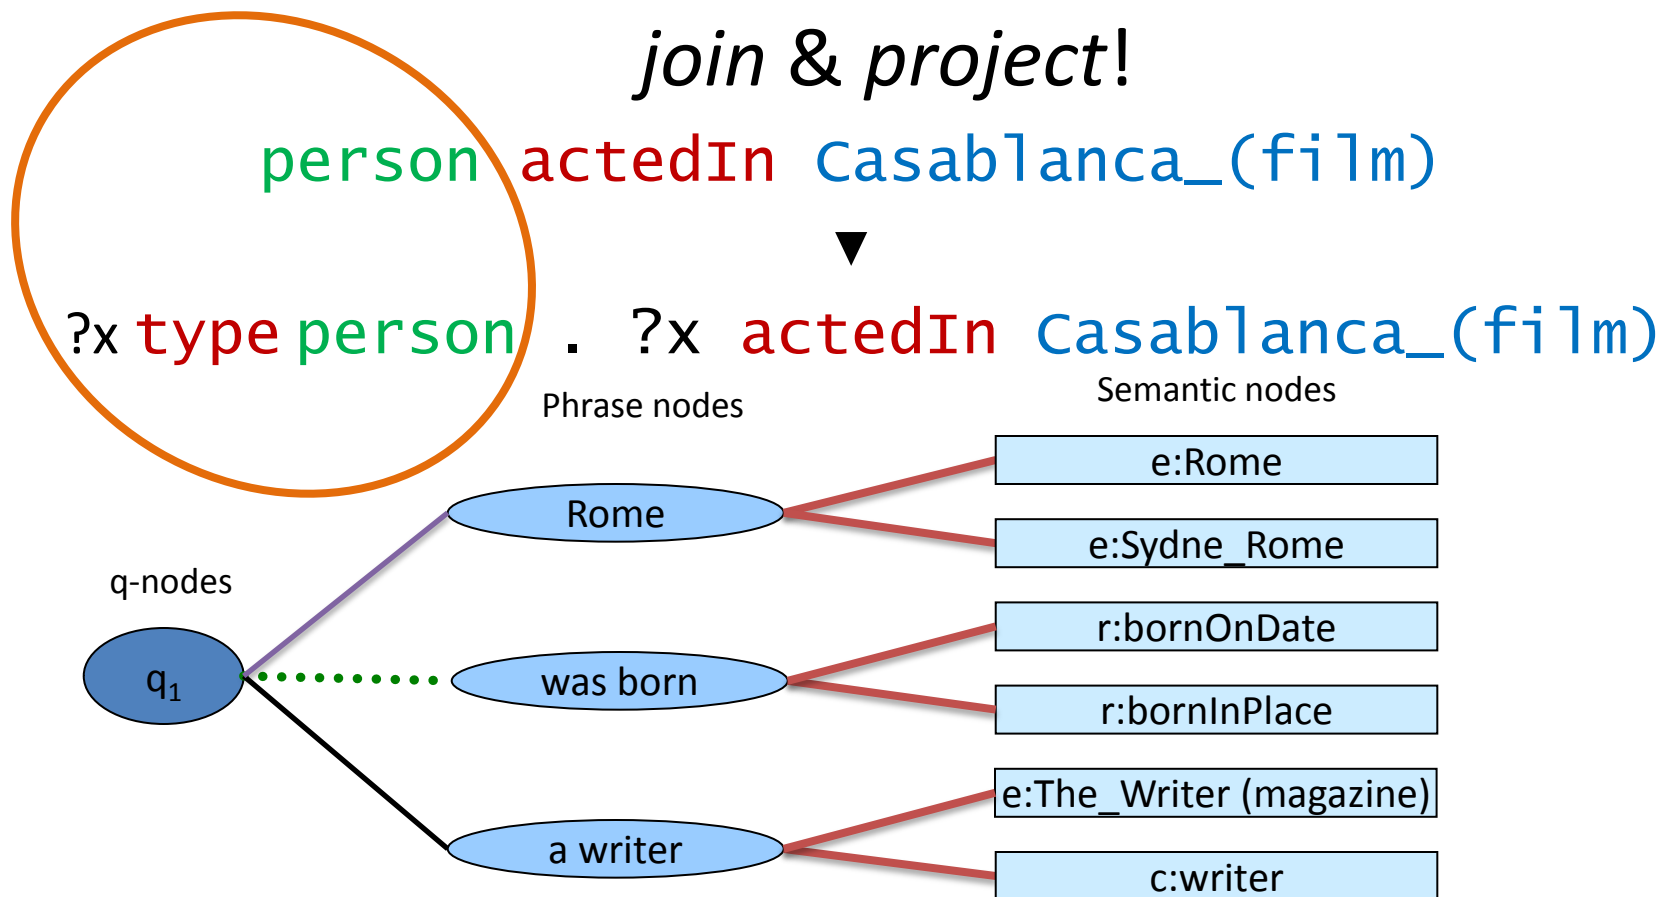 join & project!
person actedIn Casablanca_(film)
▼
?x type person . ?x actedIn Casablanca_(film)
Phrase nodes
Semantic nodes
e:Rome
Rome
e:Sydne_Rome
q-nodes
r:bornOnDate
q1
was born
r:bornInPlace
e:The_Writer (magazine)
a writer
c:writer